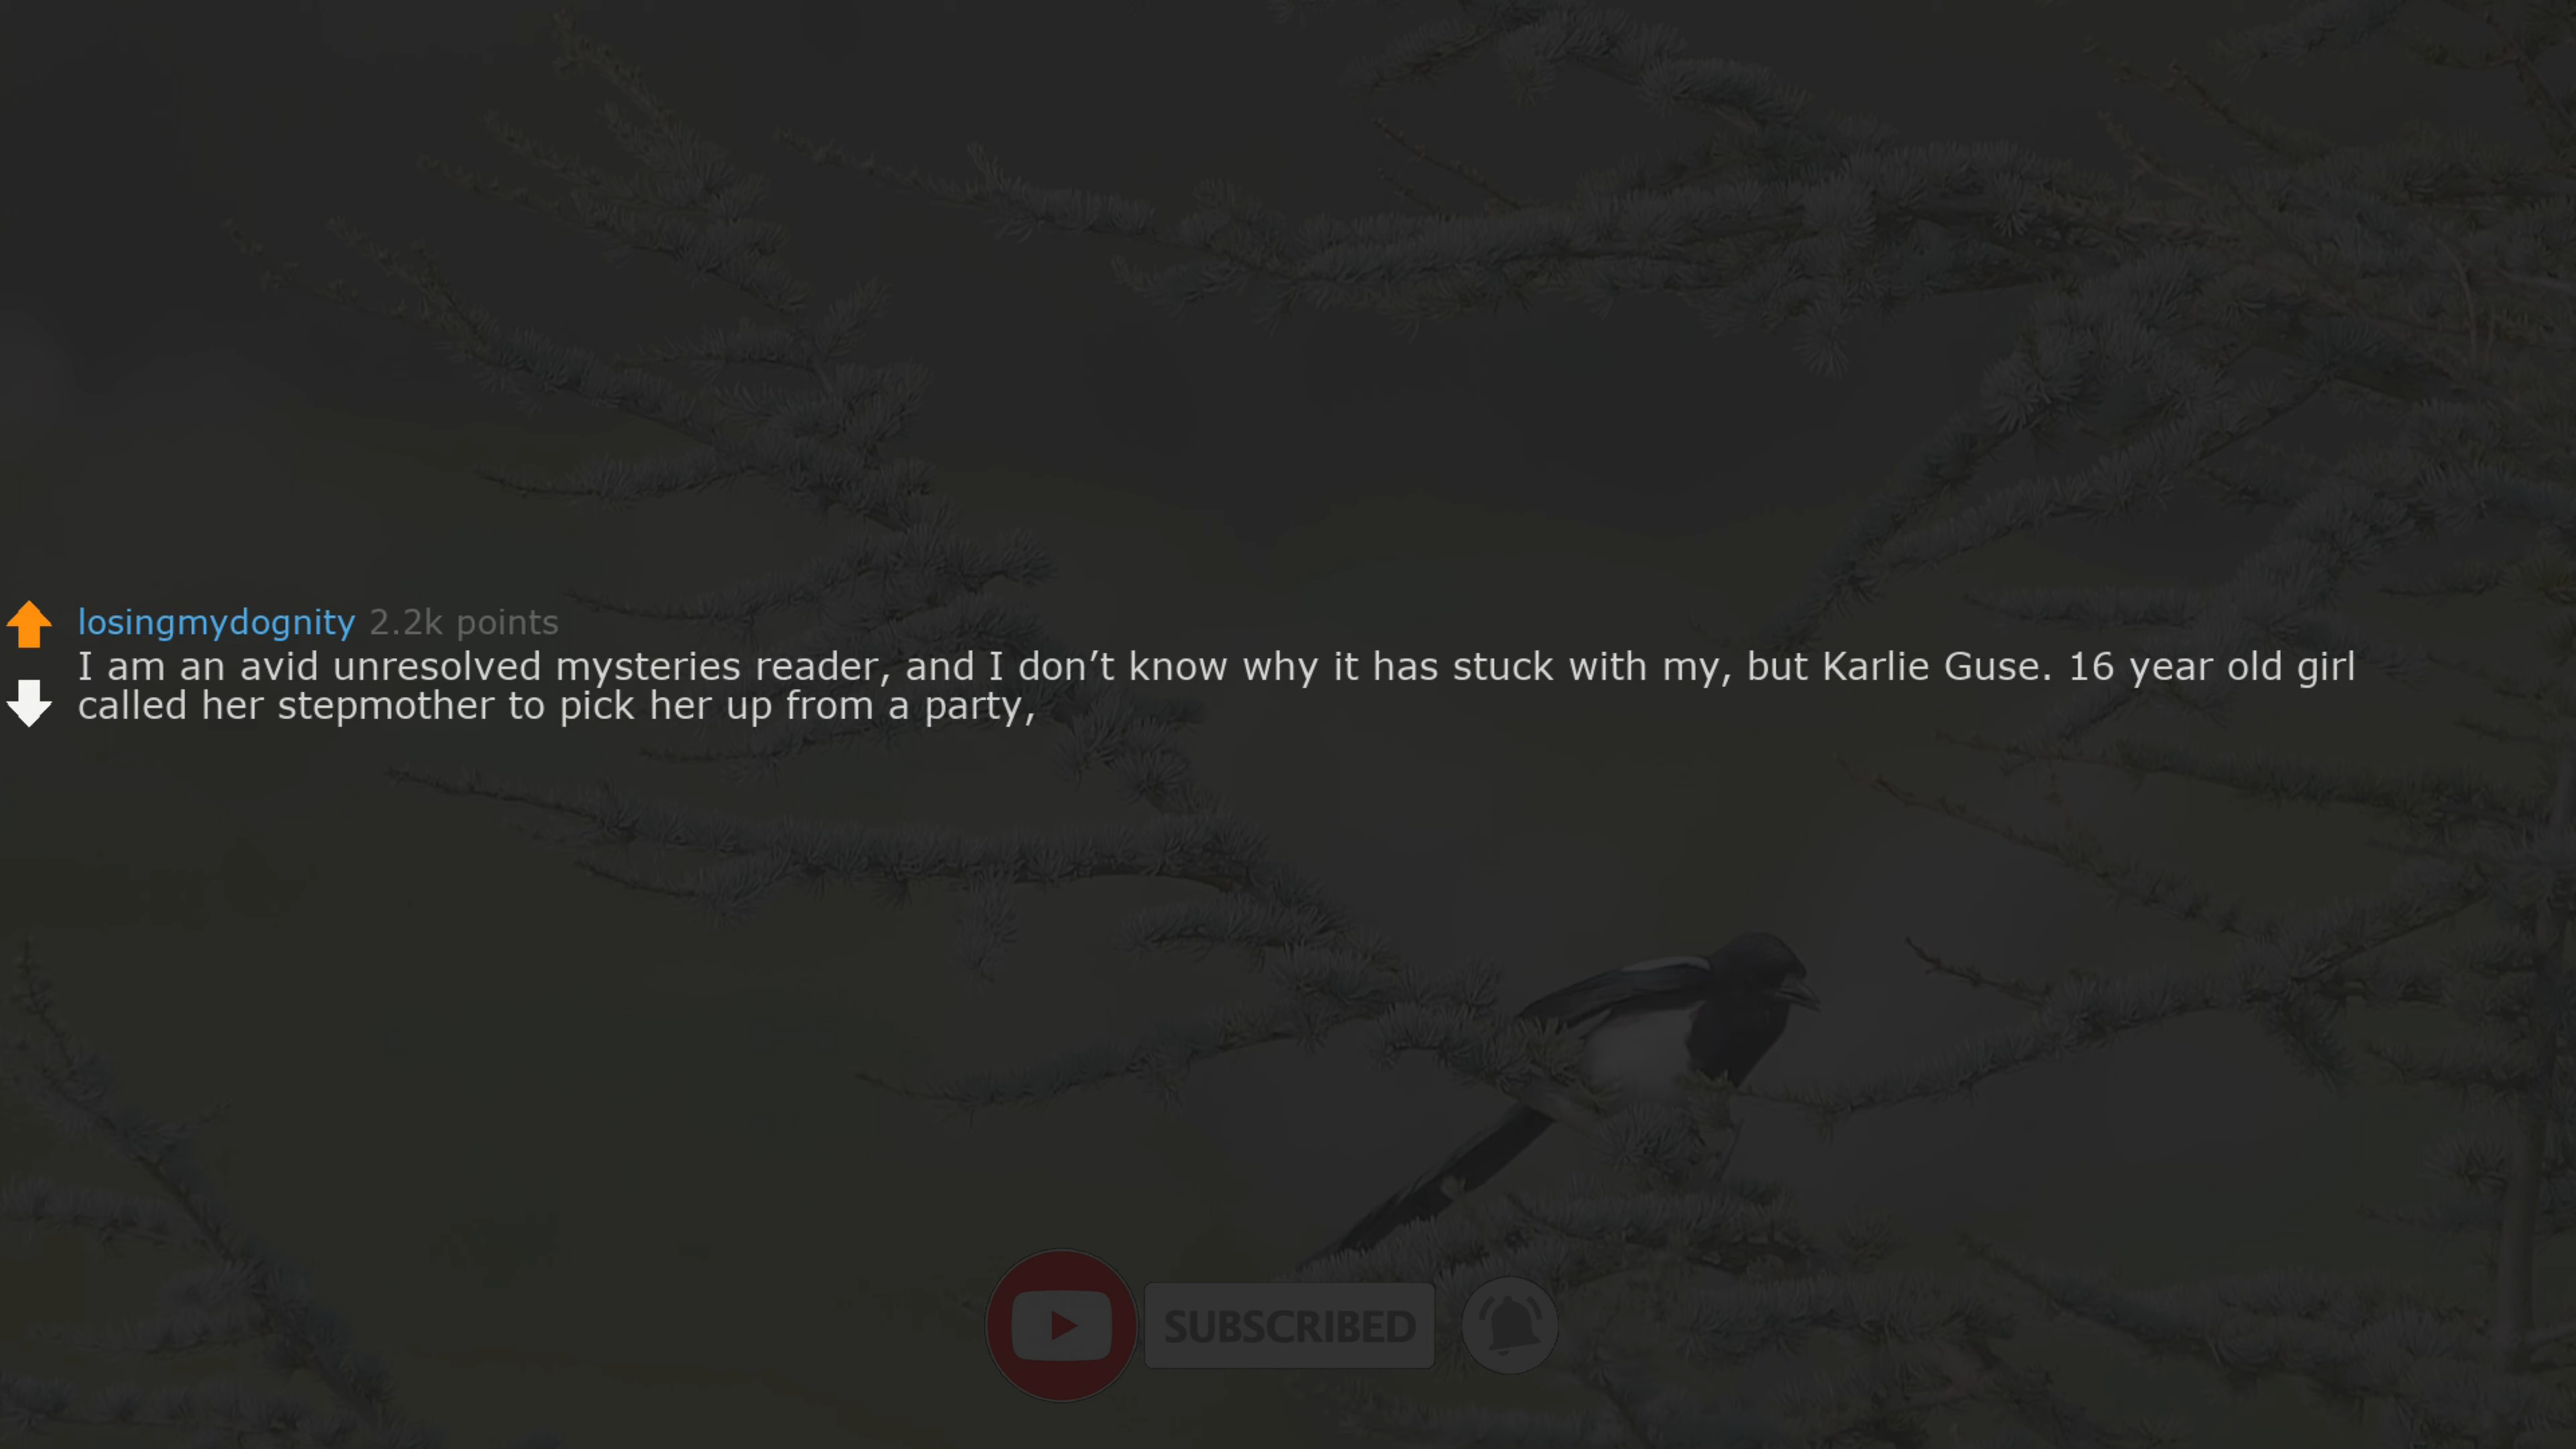 losingmydognity 2.2k points
I am an avid unresolved mysteries reader, and I don’t know why it has stuck with my, but Karlie Guse. 16 year old girl
called her stepmother to pick her up from a party,
SUBSCRIBED